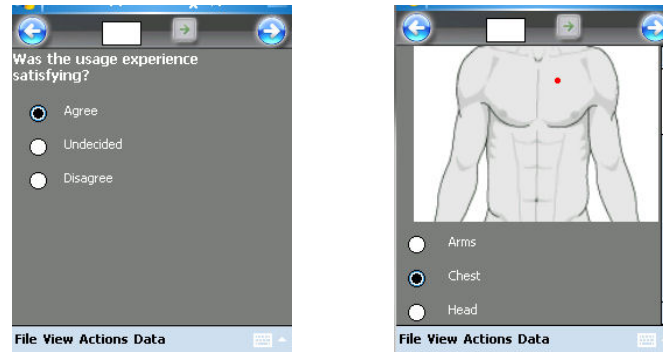 Was the usage experience
satisfying?
Agree
Undecided
Disagree
File View Actions Data
Arms
Chest
Head
File View Actions Data